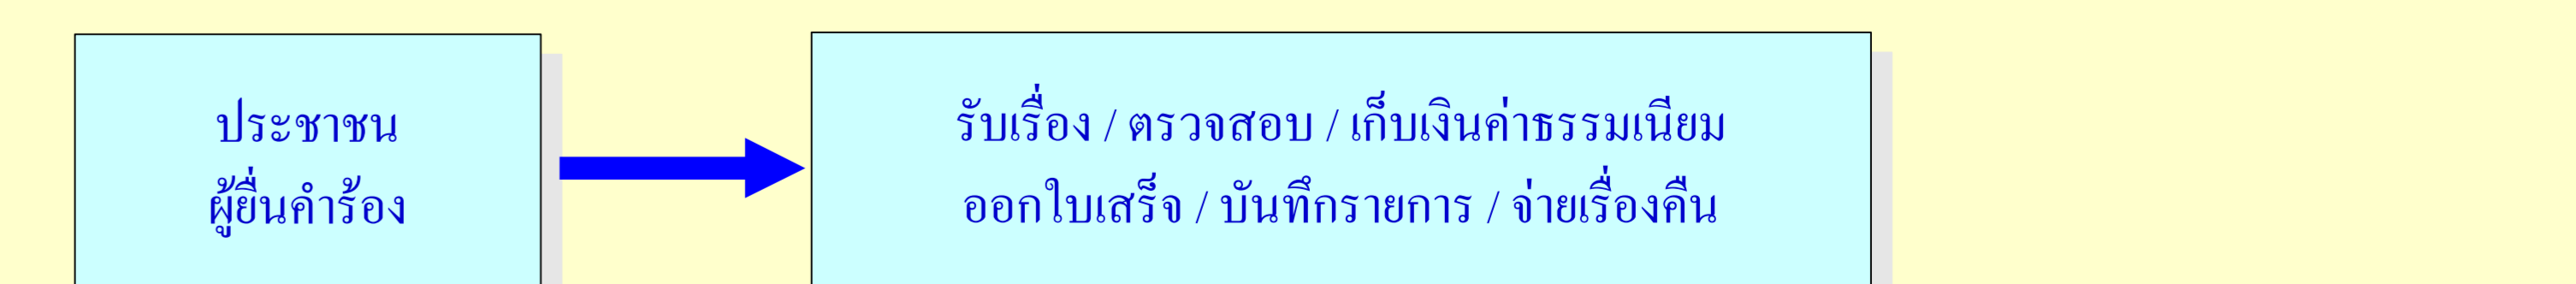 ประชาชน
ผู้ยื่นคำร้อง
รับเรื่อง / ตรวจสอบ / เก็บเงินค่าธรรมเนียม
ออกใบเสร็จ / บันทึกรายการ / จ่ายเรื่องคืน